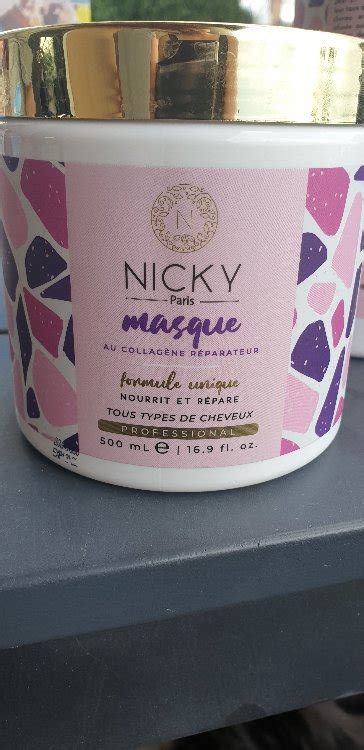 N
NICKY
Paris
masque
AU COLLAGÈNE RÉPARATEUR
formule unique
NOURRIT ET RÉPARE
TOUS TYPES DE CHEVEUX
PROFESSIONAL
500 mL e | 16.9 fl. oz.